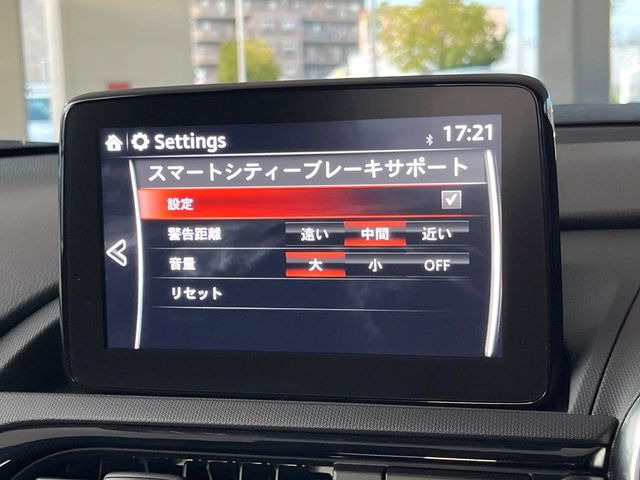 Settings 17:21
スマートシティーブレーキサポート
設定
警告距離 遠い 中間 近い
音量 大 小 OFF
リセット